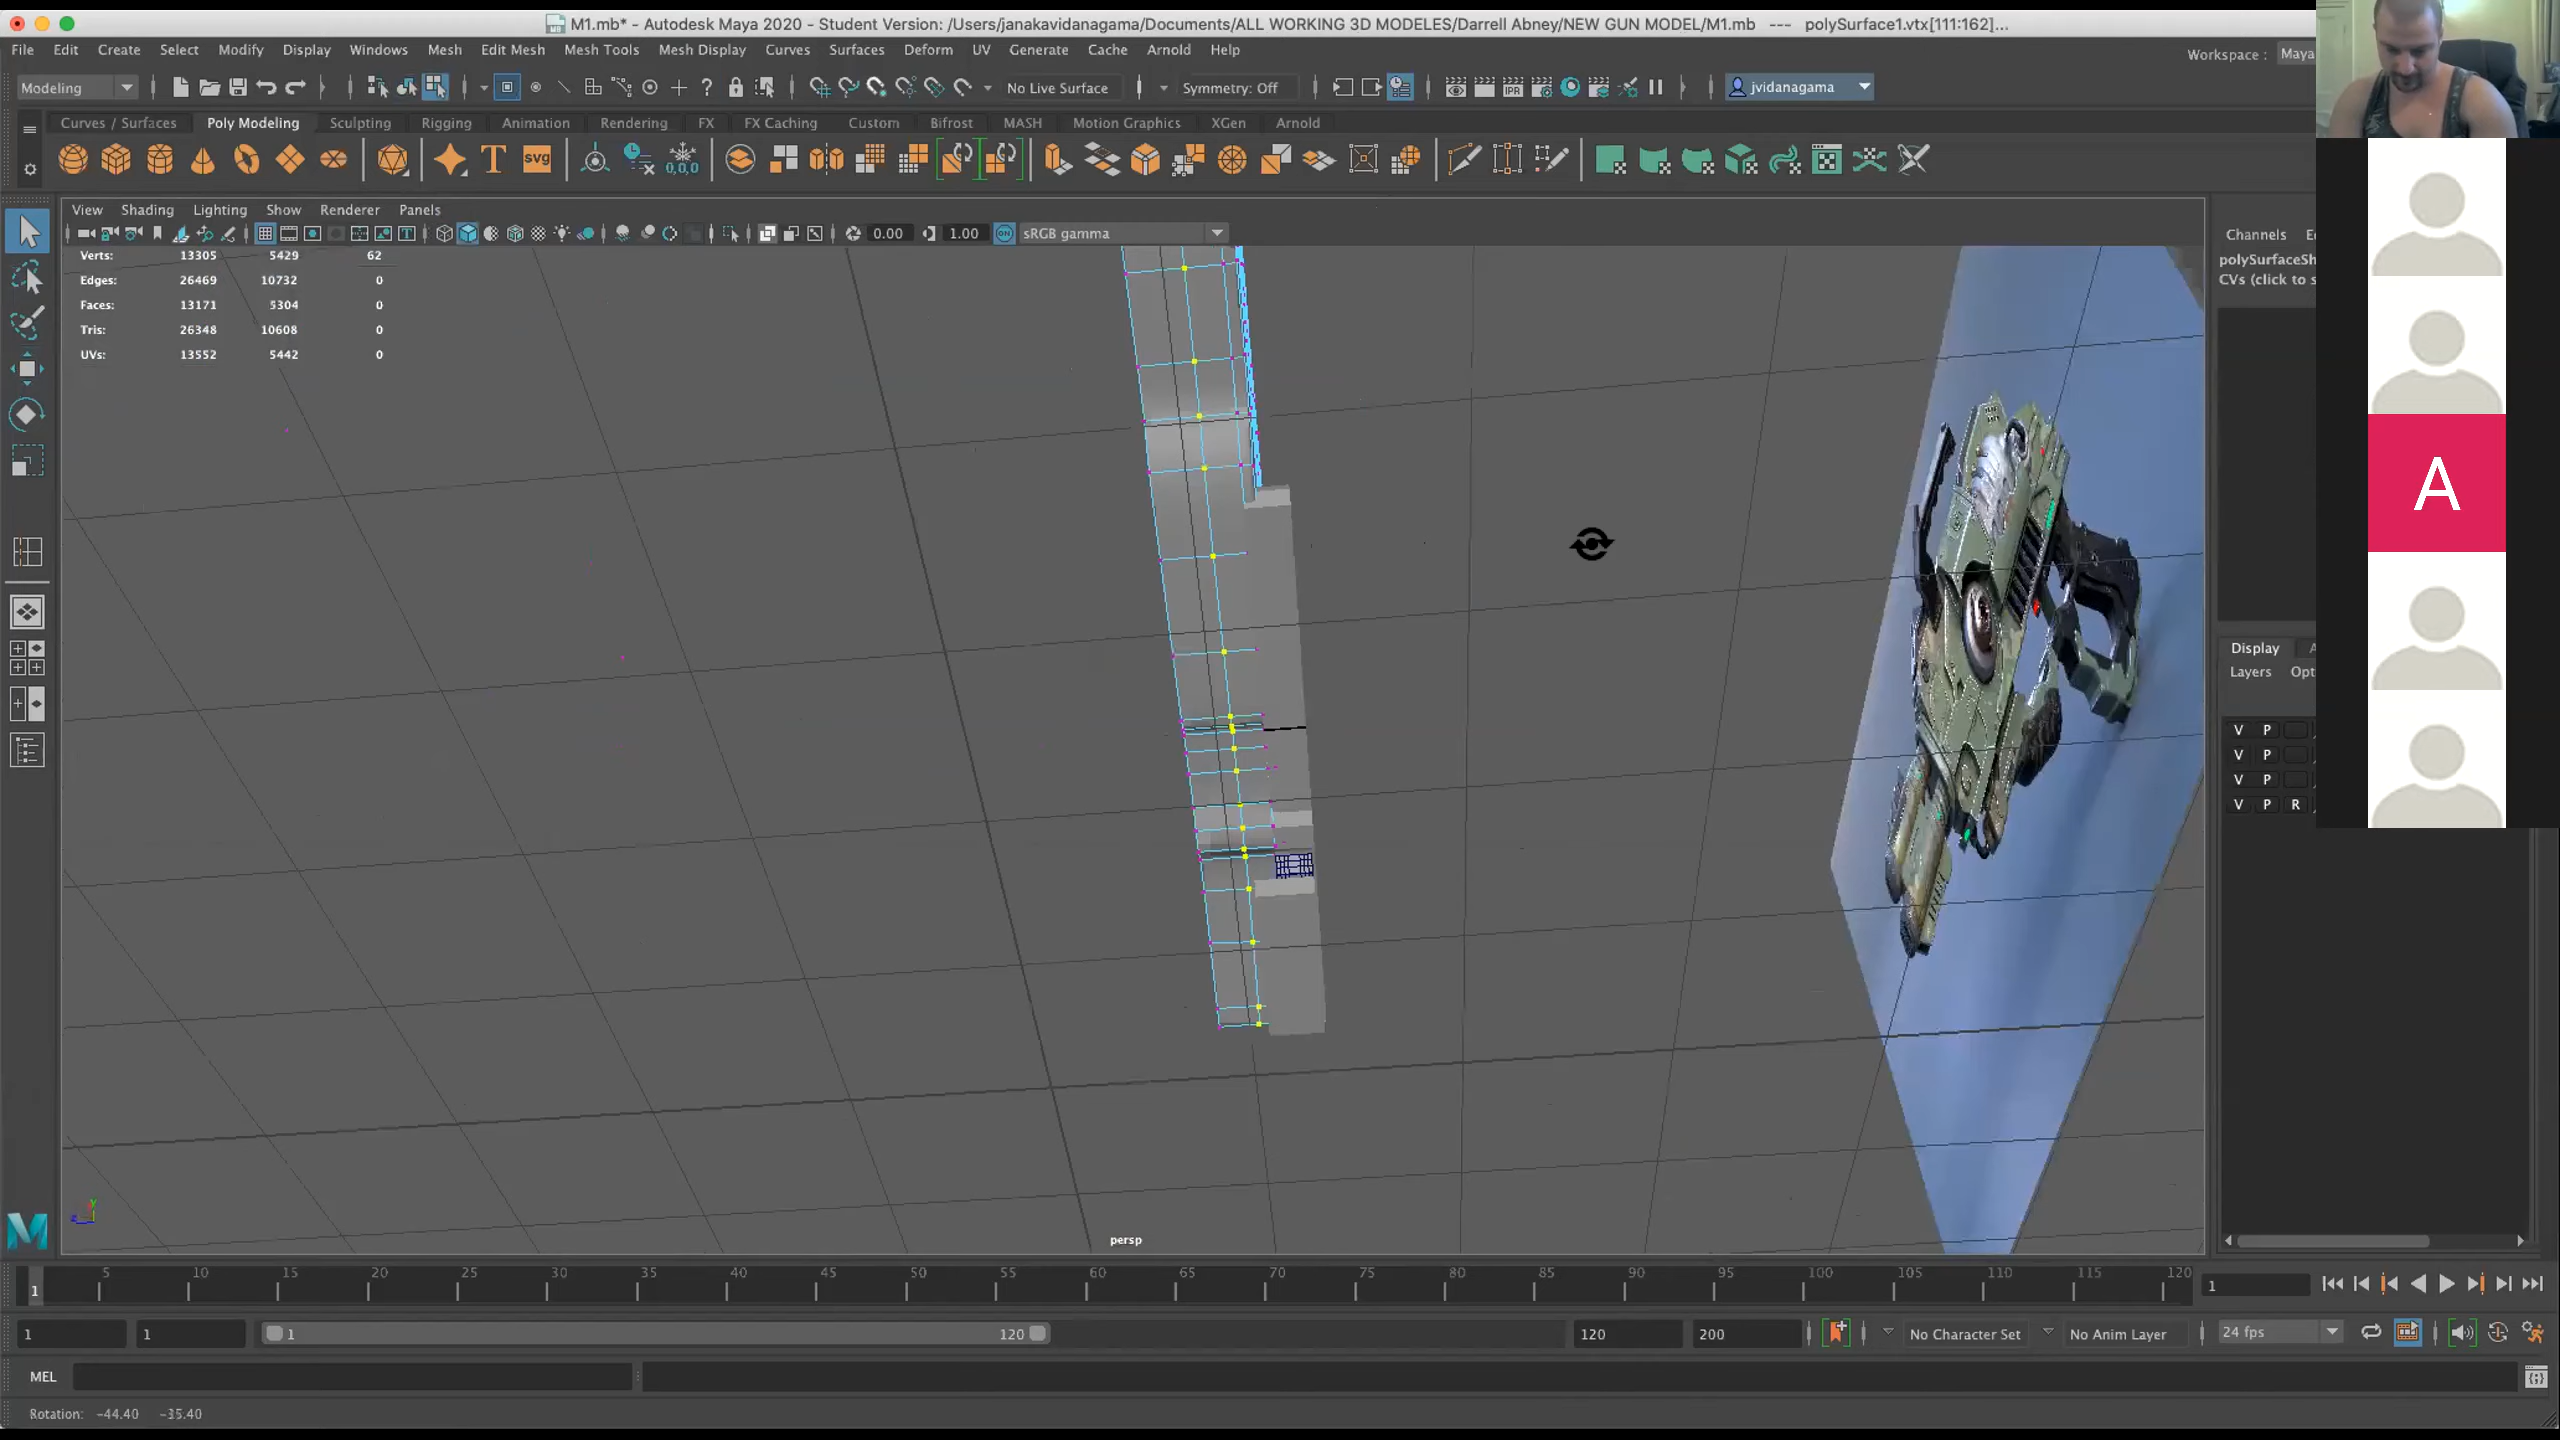 M1.mb* - Autodesk Maya 2020 - Student Version: /Users/janakavidanagama/Documents/ALL WORKING 3D MODELES/Darrell Abney/NEW GUN MODEL/M1.mb --- polySurface1.vtx[111:162]...
File Edit Create Select Modify Display Windows Mesh Edit Mesh Mesh Tools Mesh Display Curves Surfaces Deform UV Generate Cache Arnold Help
Workspace : Maya
Modeling No Live Surface Symmetry: Off IPR jvidanagama
Curves / Surfaces Poly Modeling Sculpting Rigging Animation Rendering FX FX Caching Custom Bifrost MASH Motion Graphics XGen Arnold
T svg 0,0,0
View Shading Lighting Show Renderer Panels
0.00 1.00 ON sRGB gamma
Channels
Verts: 13305 5429 62
polySurfaceSh
CVs (click to s
Edges: 26469 10732 0
Faces: 13171 5304 0
Tris: 26348 10608 0
UVs: 13552 5442 0
A
Display
Layers Opt
V P
V P
V P
V P R
M
y
z
persp
5 10 15 20 25 30 35 40 45 50 55 60 65 70 75 80 85 90 95 100 105 110 115 120
1 1
1 1 1 120 120 200 No Character Set No Anim Layer 24 fps
MEL
Rotation: -44.40 -35.40